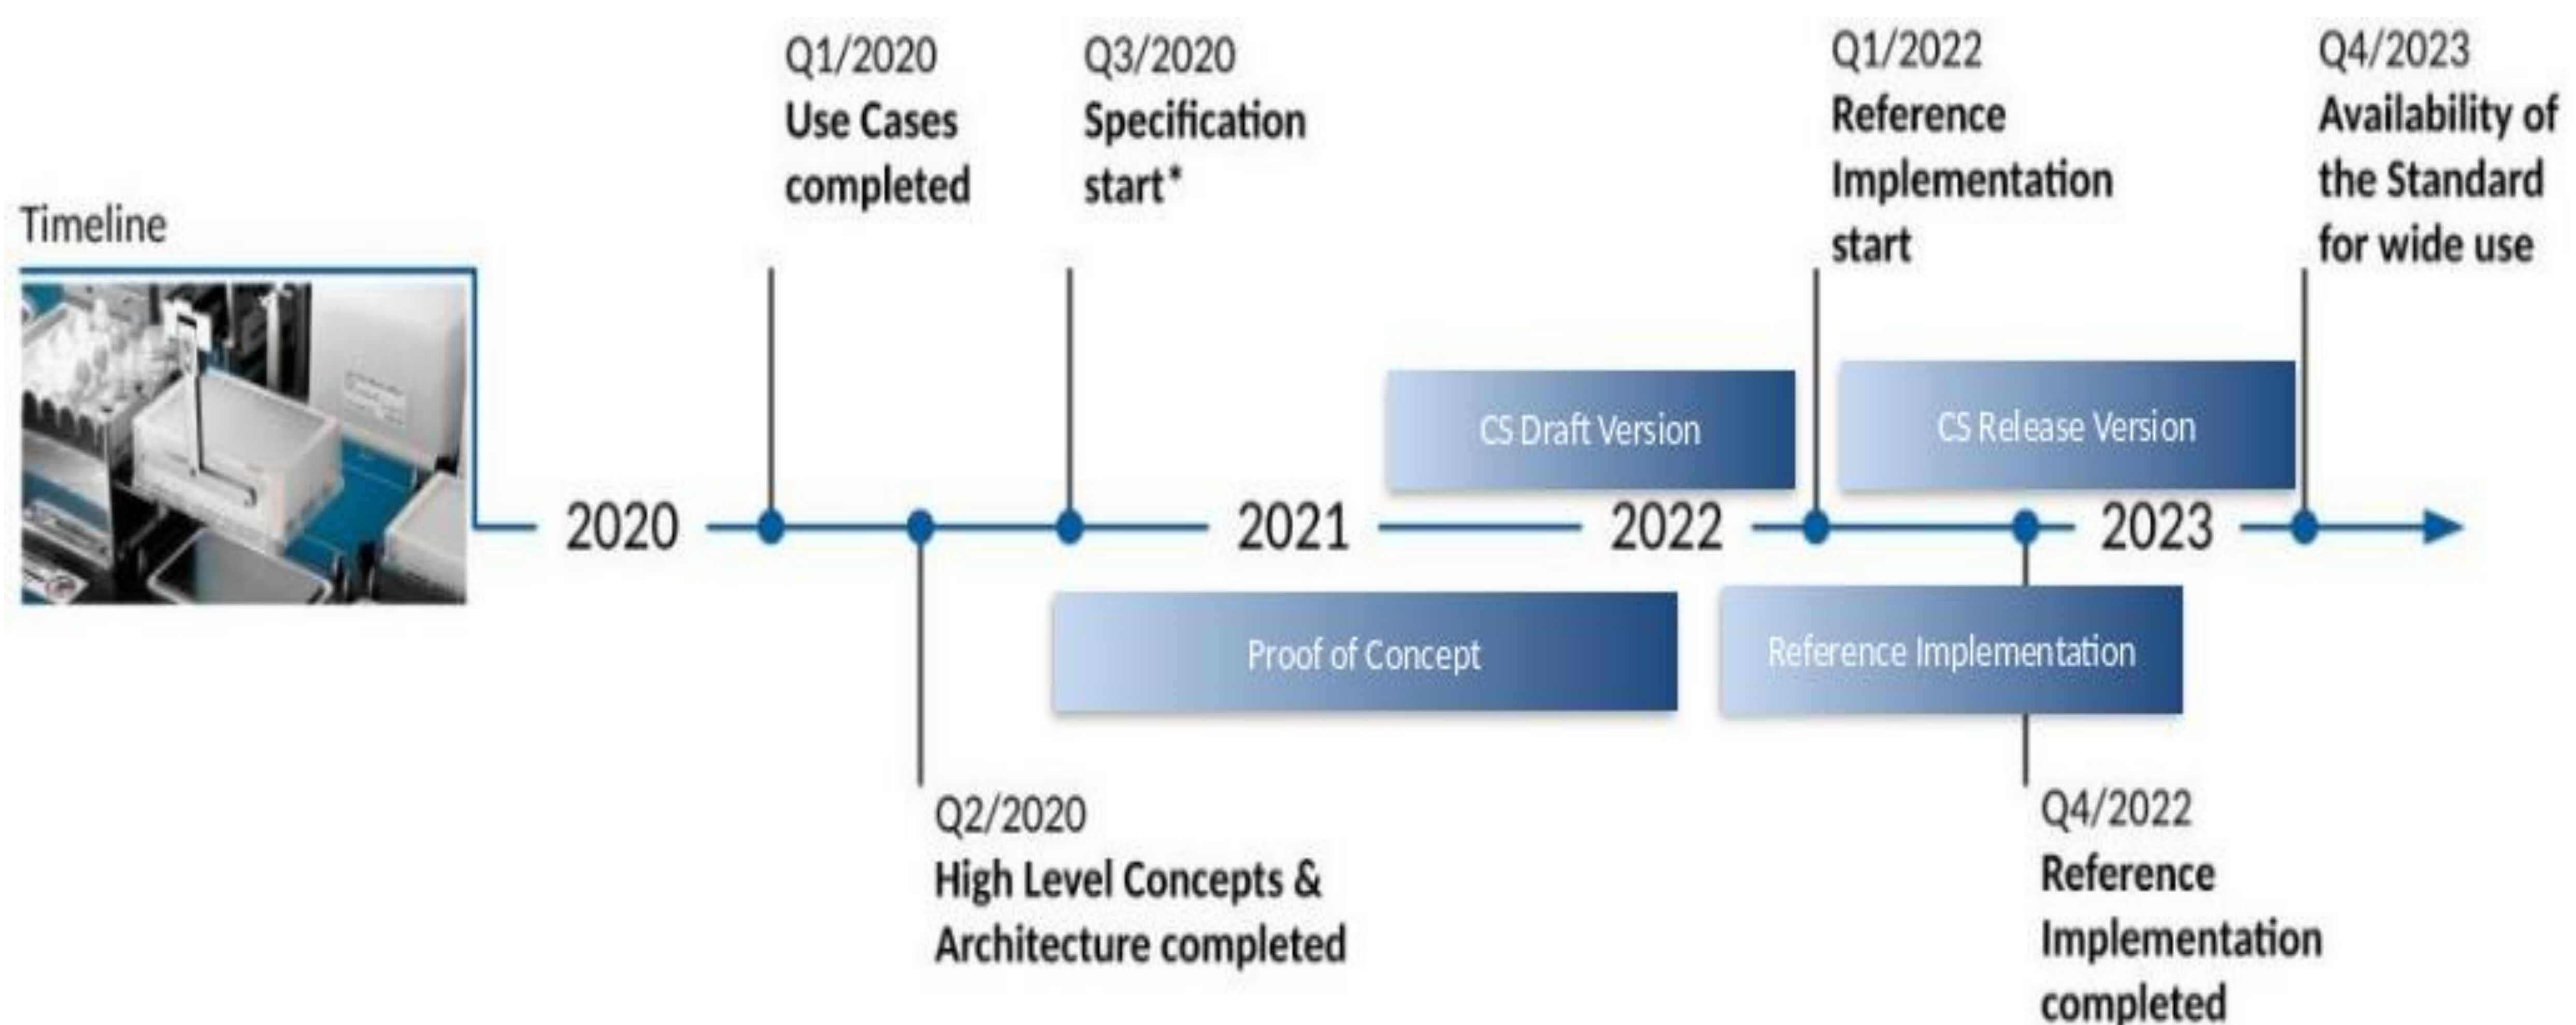 Q1/2020
Use Cases
completed
Q3/2020
Specification
start*
Q1/2022
Reference
Implementation
start
Q4/2023
Availability of
the Standard
for wide use
Timeline
CS Draft Version
CS Release Version
2020
2021
2022
2023
Proof of Concept
Reference Implementation
Q2/2020
High Level Concepts &
Architecture completed
Q4/2022
Reference
Implementation
completed